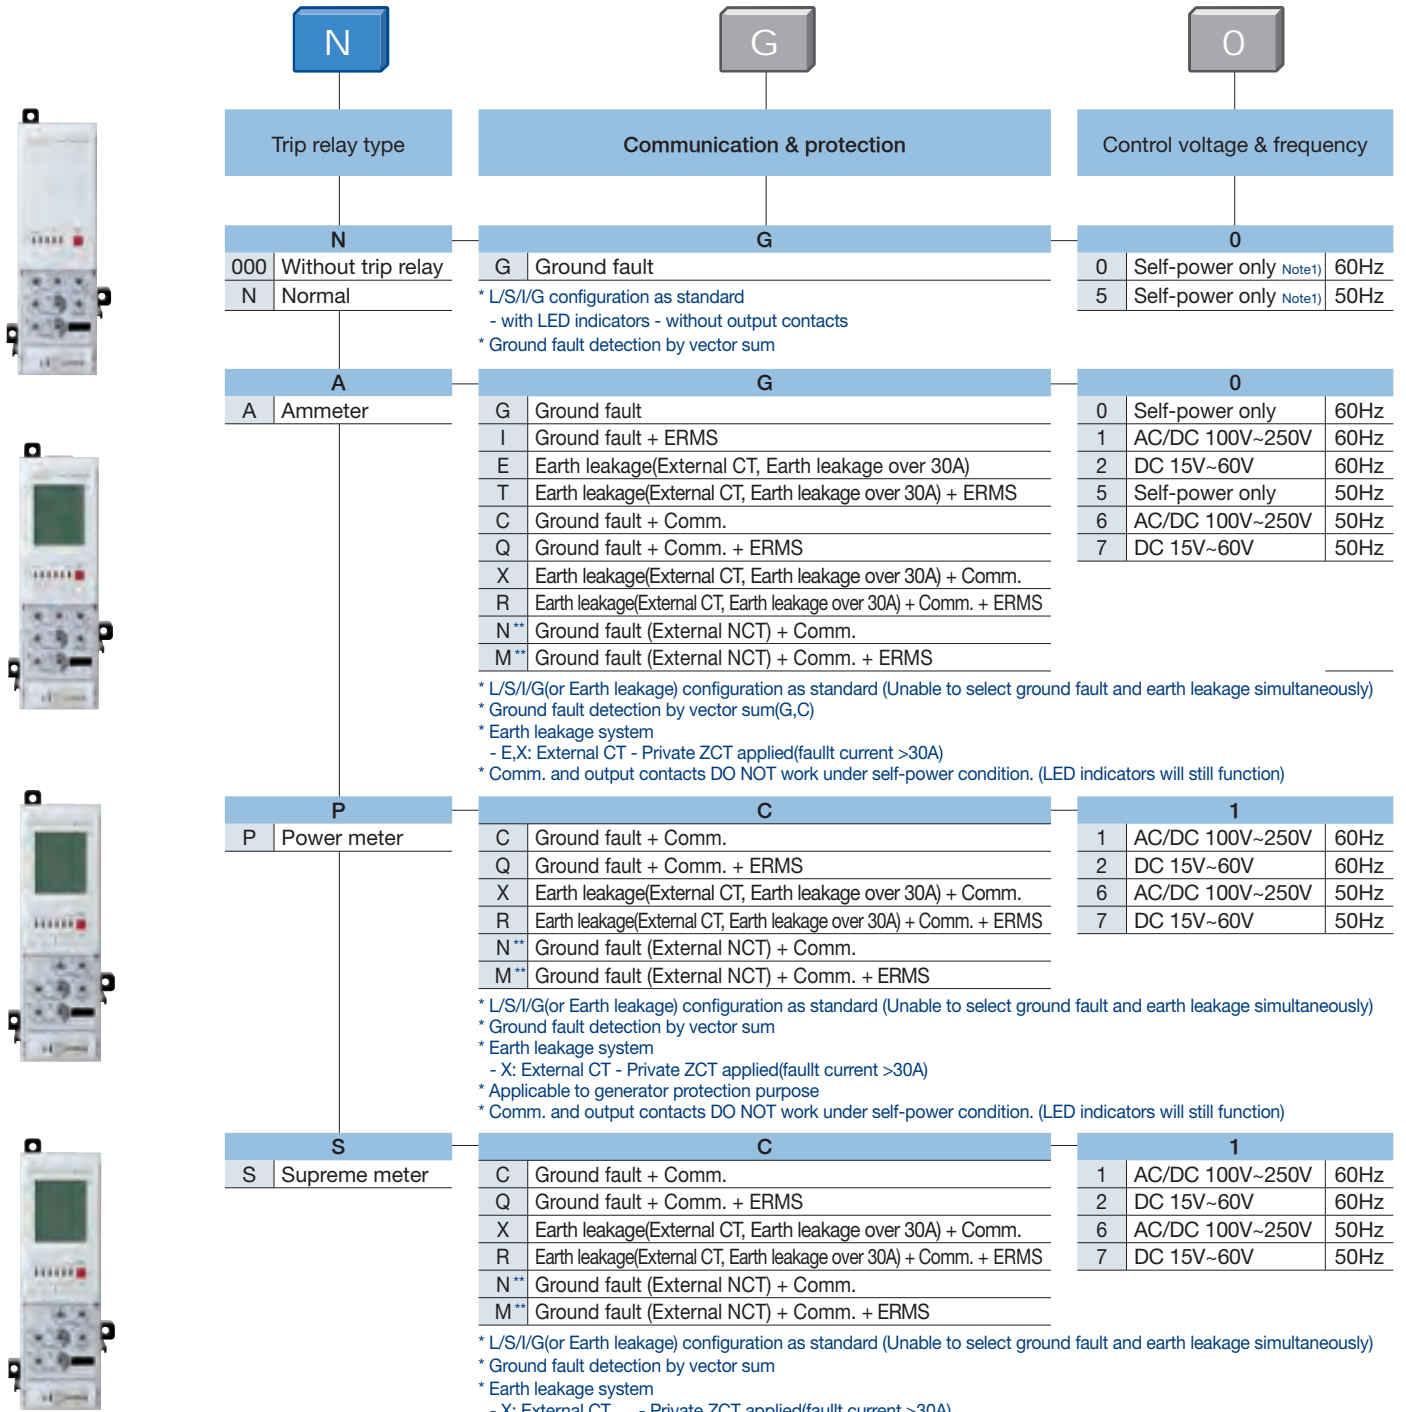 N G 0
Trip relay type Communication & protection Control voltage & frequency
N G 0
000 Without trip relay G Ground fault 0 Self-power only Note1) 60Hz
N Normal 5 Self-power only Note1) 50Hz
* L/S/I/G configuration as standard
- with LED indicators - without output contacts
* Ground fault detection by vector sum
A G 0
A Ammeter G Ground fault 0 Self-power only 60Hz
I Ground fault + ERMS 1 AC/DC 100V~250V 60Hz
E Earth leakage(External CT, Earth leakage over 30A) 2 DC 15V~60V 60Hz
T Earth leakage(External CT, Earth leakage over 30A) + ERMS 5 Self-power only 50Hz
C Ground fault + Comm. 6 AC/DC 100V~250V 50Hz
Q Ground fault + Comm. + ERMS 7 DC 15V~60V 50Hz
X Earth leakage(External CT, Earth leakage over 30A) + Comm.
R Earth leakage(External CT, Earth leakage over 30A) + Comm. + ERMS
N** Ground fault (External NCT) + Comm.
M** Ground fault (External NCT) + Comm. + ERMS
* L/S/I/G(or Earth leakage) configuration as standard (Unable to select ground fault and earth leakage simultaneously)
* Ground fault detection by vector sum(G,C)
* Earth leakage system
- E,X: External CT - Private ZCT applied(faullt current >30A)
* Comm. and output contacts DO NOT work under self-power condition. (LED indicators will still function)
P C 1
P Power meter C Ground fault + Comm. 1 AC/DC 100V~250V 60Hz
Q Ground fault + Comm. + ERMS 2 DC 15V~60V 60Hz
X Earth leakage(External CT, Earth leakage over 30A) + Comm. 6 AC/DC 100V~250V 50Hz
R Earth leakage(External CT, Earth leakage over 30A) + Comm. + ERMS 7 DC 15V~60V 50Hz
N** Ground fault (External NCT) + Comm.
M** Ground fault (External NCT) + Comm. + ERMS
* L/S/I/G(or Earth leakage) configuration as standard (Unable to select ground fault and earth leakage simultaneously)
* Ground fault detection by vector sum
* Earth leakage system
- X: External CT - Private ZCT applied(faullt current >30A)
* Applicable to generator protection purpose
* Comm. and output contacts DO NOT work under self-power condition. (LED indicators will still function)
S C 1
S Supreme meter C Ground fault + Comm. 1 AC/DC 100V~250V 60Hz
Q Ground fault + Comm. + ERMS 2 DC 15V~60V 60Hz
X Earth leakage(External CT, Earth leakage over 30A) + Comm. 6 AC/DC 100V~250V 50Hz
R Earth leakage(External CT, Earth leakage over 30A) + Comm. + ERMS 7 DC 15V~60V 50Hz
N** Ground fault (External NCT) + Comm.
M** Ground fault (External NCT) + Comm. + ERMS
* L/S/I/G(or Earth leakage) configuration as standard (Unable to select ground fault and earth leakage simultaneously)
* Ground fault detection by vector sum
* Earth leakage system
- X: External CT - Private ZCT applied(faullt current >30A)